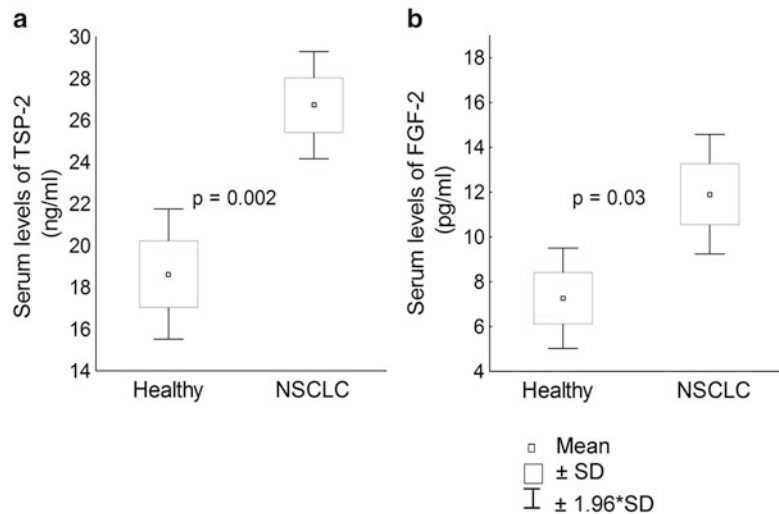 a
Serum levels of TSP-2
(ng/ml)
30
28
26
24
22
20
18
16
14
p = 0.002
Healthy
NSCLC
b
Serum levels of FGF-2
(pg/ml)
18
16
14
12
10
8
6
4
p = 0.03
Healthy
NSCLC
Mean
± SD
± 1.96*SD